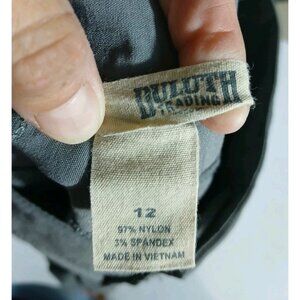 DULUTH
TRADING
12
97% NYLON
3% SPANDEX
MADE IN VIETNAM